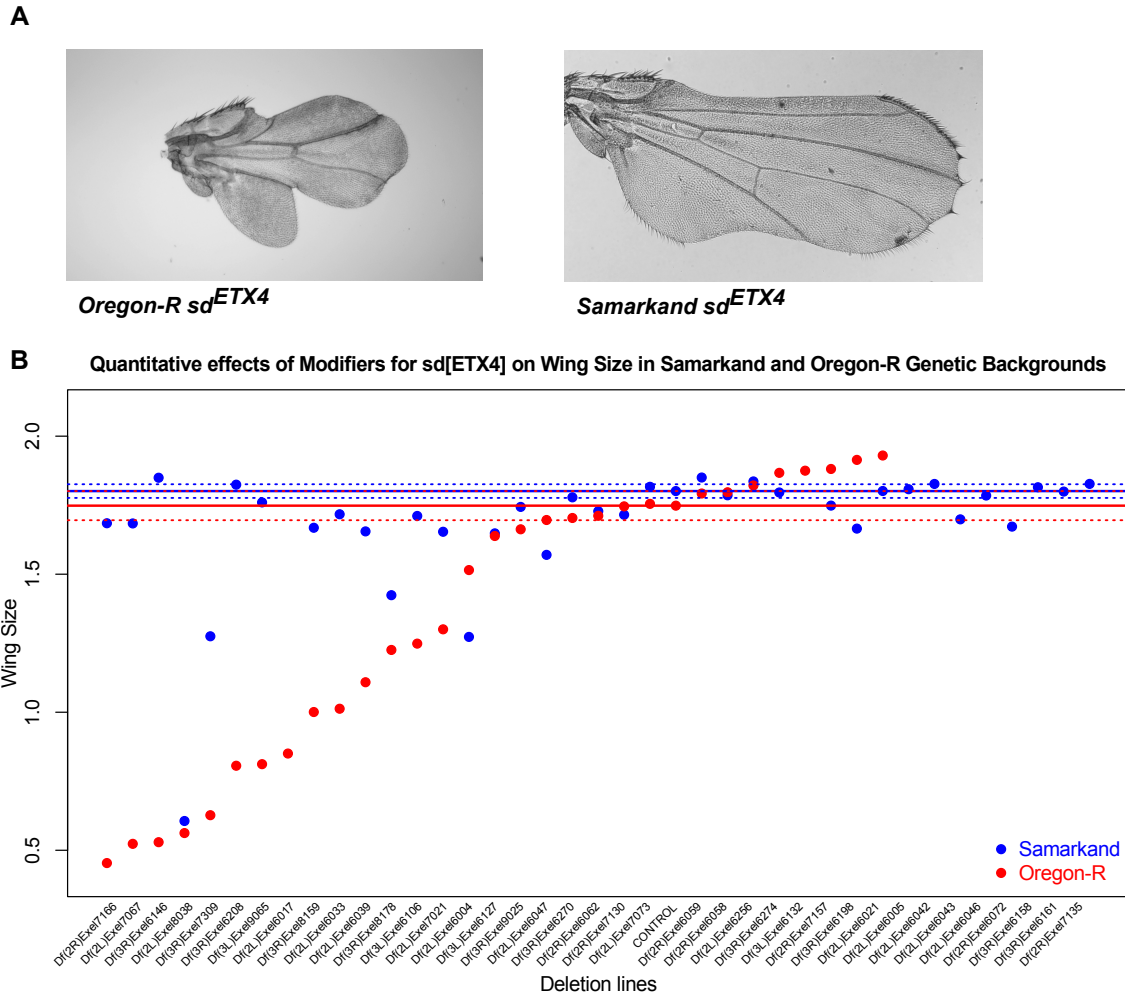 A
Oregon-R sd^ETX4
Samarkand sd^ETX4
B
Quantitative effects of Modifiers for sd[ETX4] on Wing Size in Samarkand and Oregon-R Genetic Backgrounds
2.0
1.5
1.0
0.5
Wing Size
Samarkand
Oregon-R
Df(2R)Exel7166
Df(2L)Exel7067
Df(3R)Exel6146
Df(2L)Exel8038
Df(3R)Exel7309
Df(3R)Exel6208
Df(3L)Exel9065
Df(2L)Exel6017
Df(3R)Exel8159
Df(2L)Exel6033
Df(2L)Exel6039
Df(3R)Exel8178
Df(3L)Exel6106
Df(2L)Exel7021
Df(2L)Exel6004
Df(3L)Exel6127
Df(3R)Exel9025
Df(2L)Exel6047
Df(3R)Exel6270
Df(2R)Exel6062
Df(2R)Exel7130
Df(2L)Exel7073
CONTROL
Df(2R)Exel6059
Df(2R)Exel6058
Df(2L)Exel6256
Df(3R)Exel6274
Df(3L)Exel6132
Df(2R)Exel7157
Df(3R)Exel6198
Df(2L)Exel6021
Df(2L)Exel6005
Df(2L)Exel6042
Df(2L)Exel6043
Df(2L)Exel6046
Df(2R)Exel6072
Df(3R)Exel6158
Df(3R)Exel6161
Df(2R)Exel7135
Deletion lines